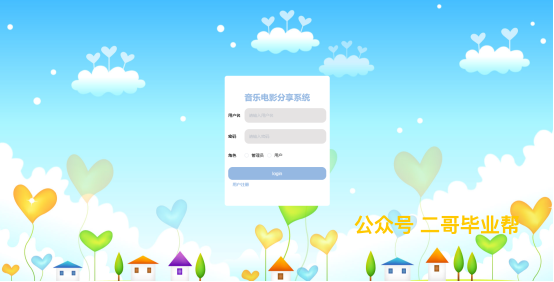 音乐电影分享系统
用户名 请输入用户名
密码 请输入密码
角色 管理员 用户
login
用户注册
公众号 二哥毕业帮